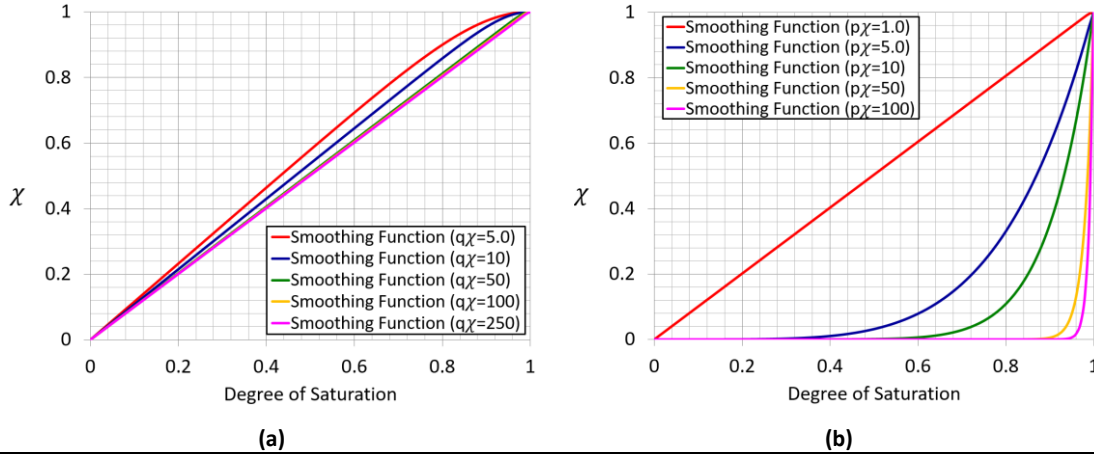 1
0.8
0.6
χ
0.4
0.2
0
0
0.2
0.4
0.6
0.8
1
Degree of Saturation
Smoothing Function (qχ=5.0)
Smoothing Function (qχ=10)
Smoothing Function (qχ=50)
Smoothing Function (qχ=100)
Smoothing Function (qχ=250)
(a)
1
0.8
0.6
χ
0.4
0.2
0
0
0.2
0.4
0.6
0.8
1
Degree of Saturation
Smoothing Function (pχ=1.0)
Smoothing Function (pχ=5.0)
Smoothing Function (pχ=10)
Smoothing Function (pχ=50)
Smoothing Function (pχ=100)
(b)